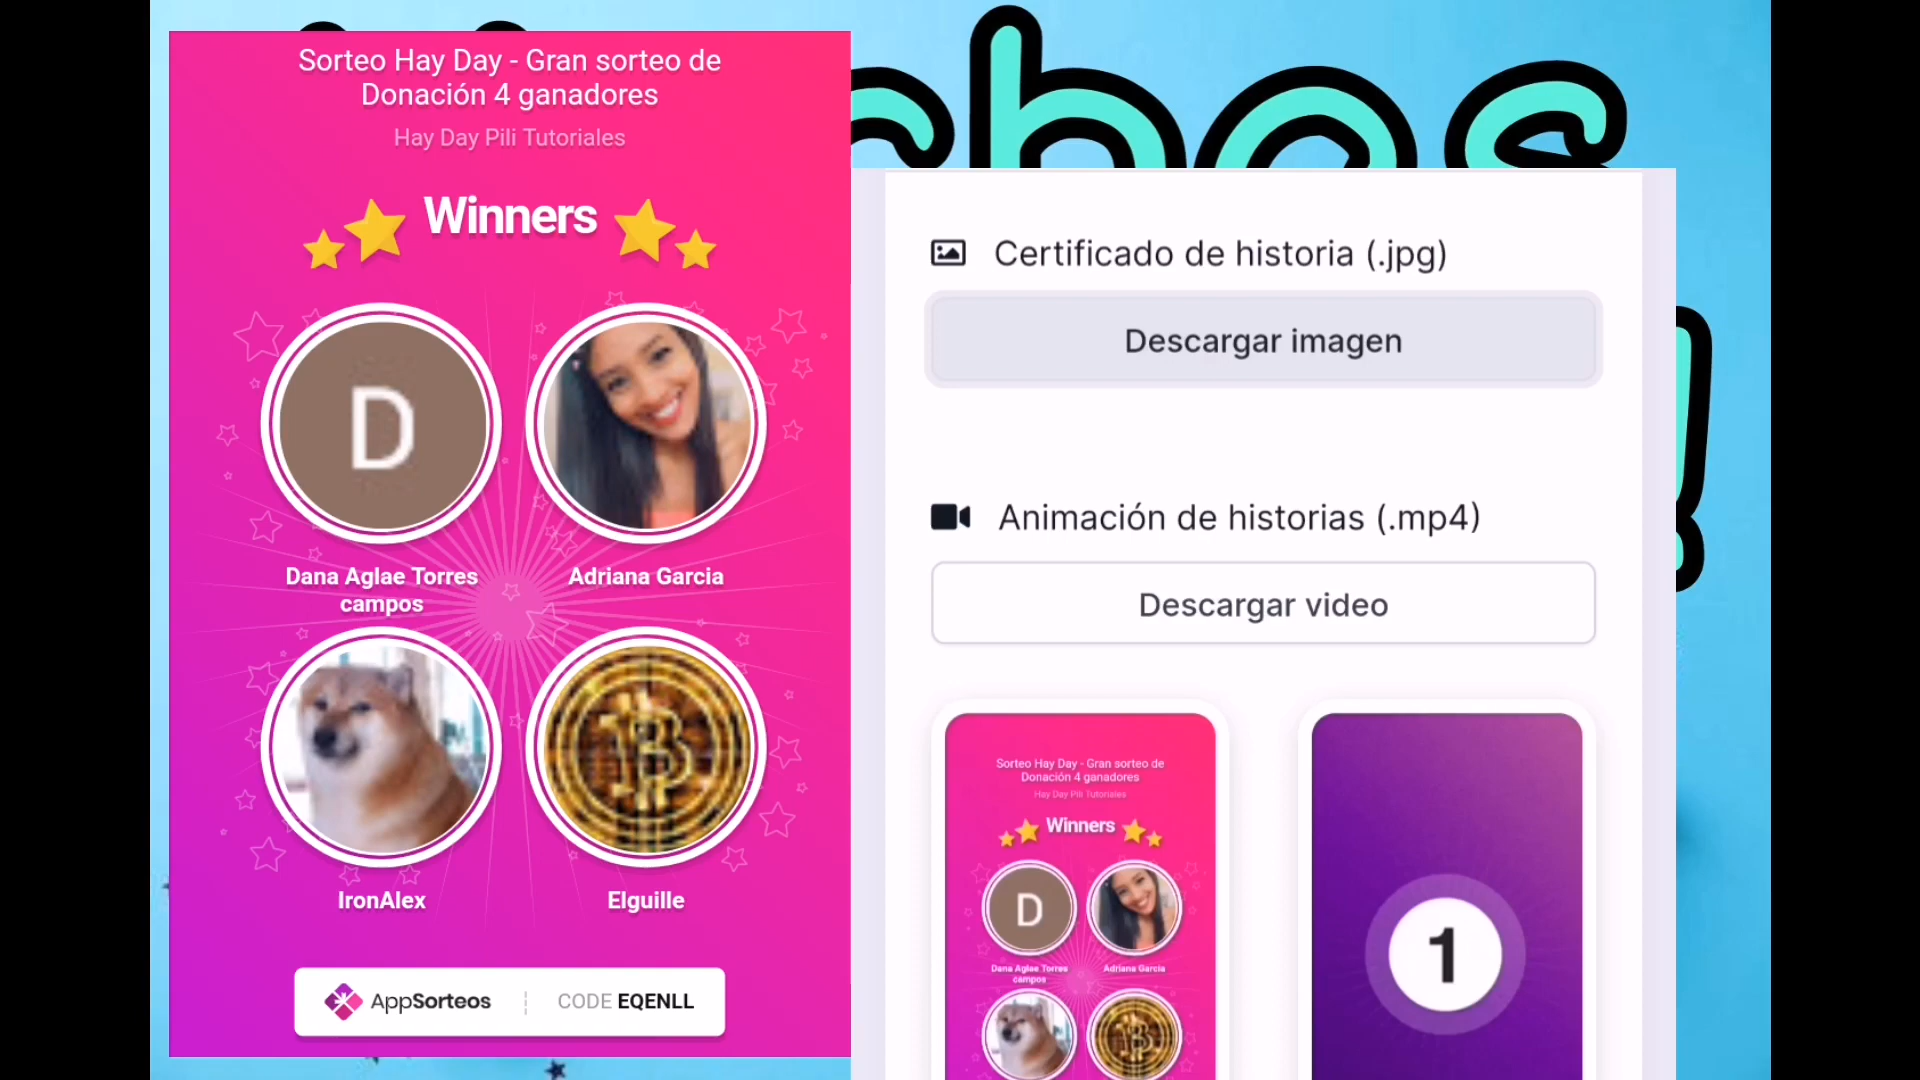 Sorteo Hay Day - Gran sorteo de
Donación 4 ganadores
Hay Day Pili Tutoriales
Winners
D
Dana Aglae Torres
campos
Adriana Garcia
IronAlex
Elguille
AppSorteos
CODE EQENLL
Certificado de historia (.jpg)
Descargar imagen
Animación de historias (.mp4)
Descargar video
Sorteo Hay Day - Gran sorteo de
Donación 4 ganadores
Hay Day Pili Tutoriales
Winners
D
Dana Aglae Torres
campos
Adriana Garcia
1